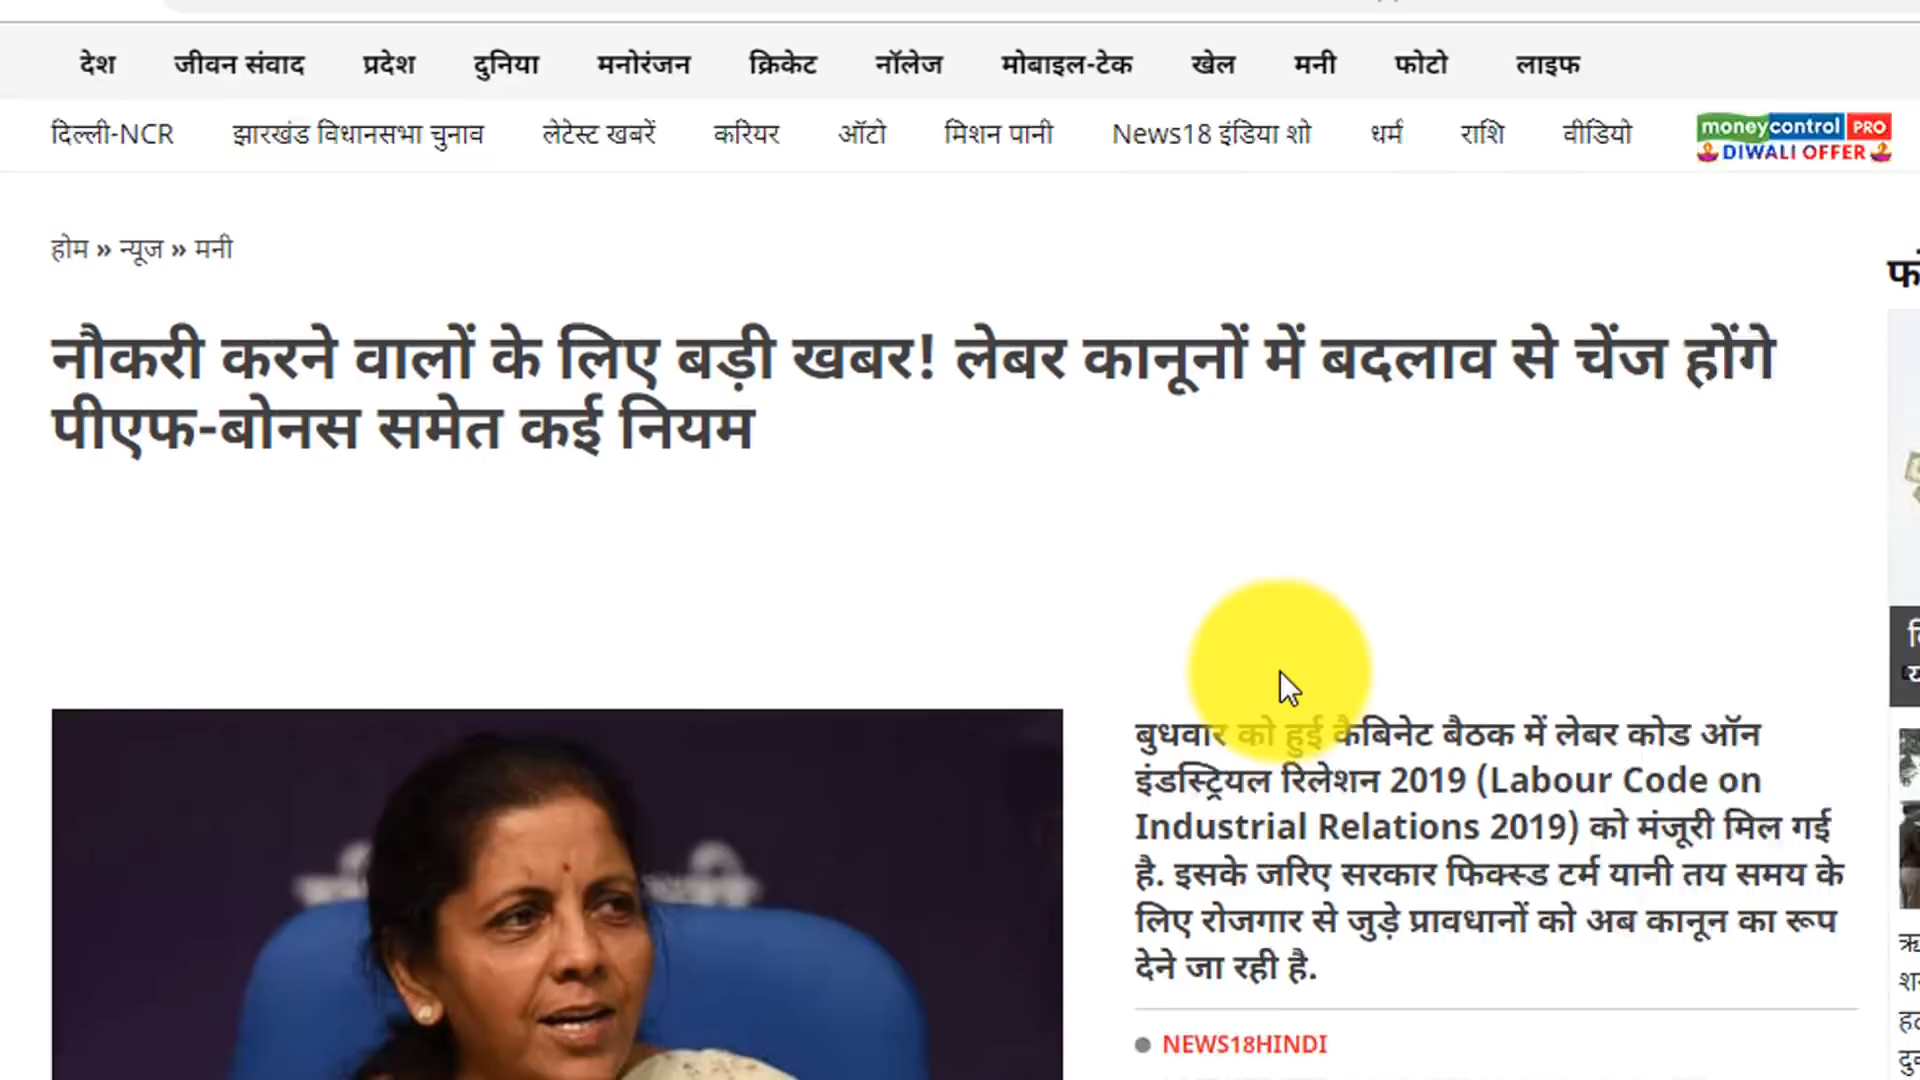 देश जीवन संवाद प्रदेश दुनिया मनोरंजन क्रिकेट नॉलेज मोबाइल-टेक खेल मनी फोटो लाइफ
दिल्ली-NCR झारखंड विधानसभा चुनाव लेटेस्ट खबरें करियर ऑटो मिशन पानी News18 इंडिया शो धर्म राशि वीडियो moneycontrol PRO
DIWALI OFFER
होम » न्यूज » मनी
नौकरी करने वालों के लिए बड़ी खबर! लेबर कानूनों में बदलाव से चेंज होंगे
पीएफ-बोनस समेत कई नियम
बुधवार को हुई कैबिनेट बैठक में लेबर कोड ऑन
इंडस्ट्रियल रिलेशन 2019 (Labour Code on
Industrial Relations 2019) को मंजूरी मिल गई
है. इसके जरिए सरकार फिक्स्ड टर्म यानी तय समय के
लिए रोजगार से जुड़े प्रावधानों को अब कानून का रूप
देने जा रही है.
NEWS18HINDI